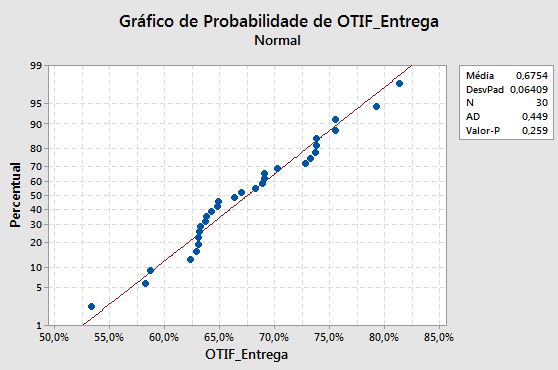 Gráfico de Probabilidade de OTIF_Entrega
Normal
Média 0,6754
DesvPad 0,06409
N 30
AD 0,449
Valor-P 0,259
Percentual
99
95
90
80
70
60
50
40
30
20
10
5
1
50,0% 55,0% 60,0% 65,0% 70,0% 75,0% 80,0% 85,0%
OTIF_Entrega